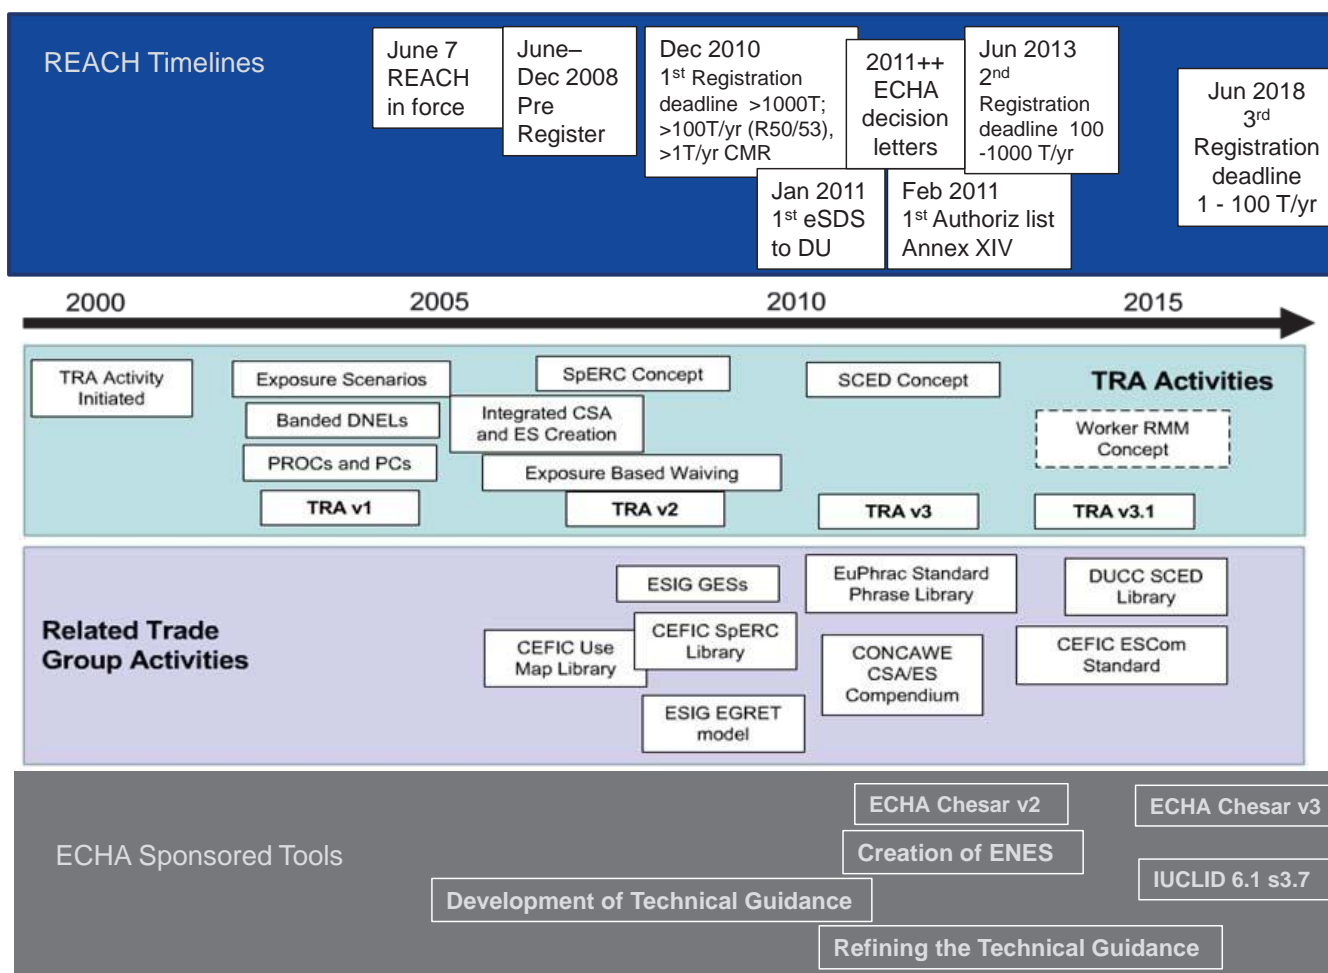 REACH Timelines
June 7
REACH
in force
June–
Dec 2008
Pre
Register
Dec 2010
1st Registration
deadline >1000T;
>100T/yr (R50/53),
>1T/yr CMR
2011++
ECHA
decision
letters
Jun 2013
2nd
Registration
deadline 100
-1000 T/yr
Jun 2018
3rd
Registration
deadline
1 - 100 T/yr
Jan 2011
1st eSDS
to DU
Feb 2011
1st Authoriz list
Annex XIV
2000
2005
2010
2015
TRA Activity
Initiated
Exposure Scenarios
Banded DNELs
PROCs and PCs
TRA v1
SpERC Concept
Integrated CSA
and ES Creation
Exposure Based Waiving
TRA v2
SCED Concept
TRA v3
TRA Activities
Worker RMM
Concept
TRA v3.1
Related Trade
Group Activities
ESIG GESs
CEFIC Use
Map Library
CEFIC SpERC
Library
ESIG EGRET
model
EuPhrac Standard
Phrase Library
CONCAWE
CSA/ES
Compendium
DUCC SCED
Library
CEFIC ESCom
Standard
ECHA Sponsored Tools
ECHA Chesar v2
ECHA Chesar v3
Creation of ENES
IUCLID 6.1 s3.7
Development of Technical Guidance
Refining the Technical Guidance